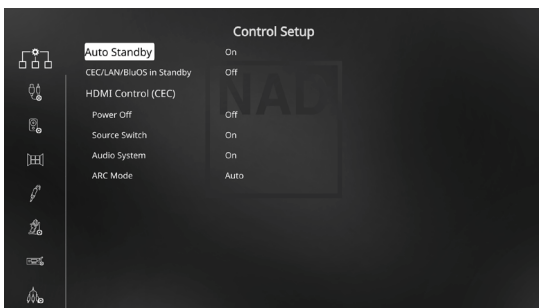 Control Setup
Auto Standby On
CEC/LAN/BluOS in Standby Off
HDMI Control (CEC)
Power Off Off
Source Switch On
Audio System On
ARC Mode Auto
NAD